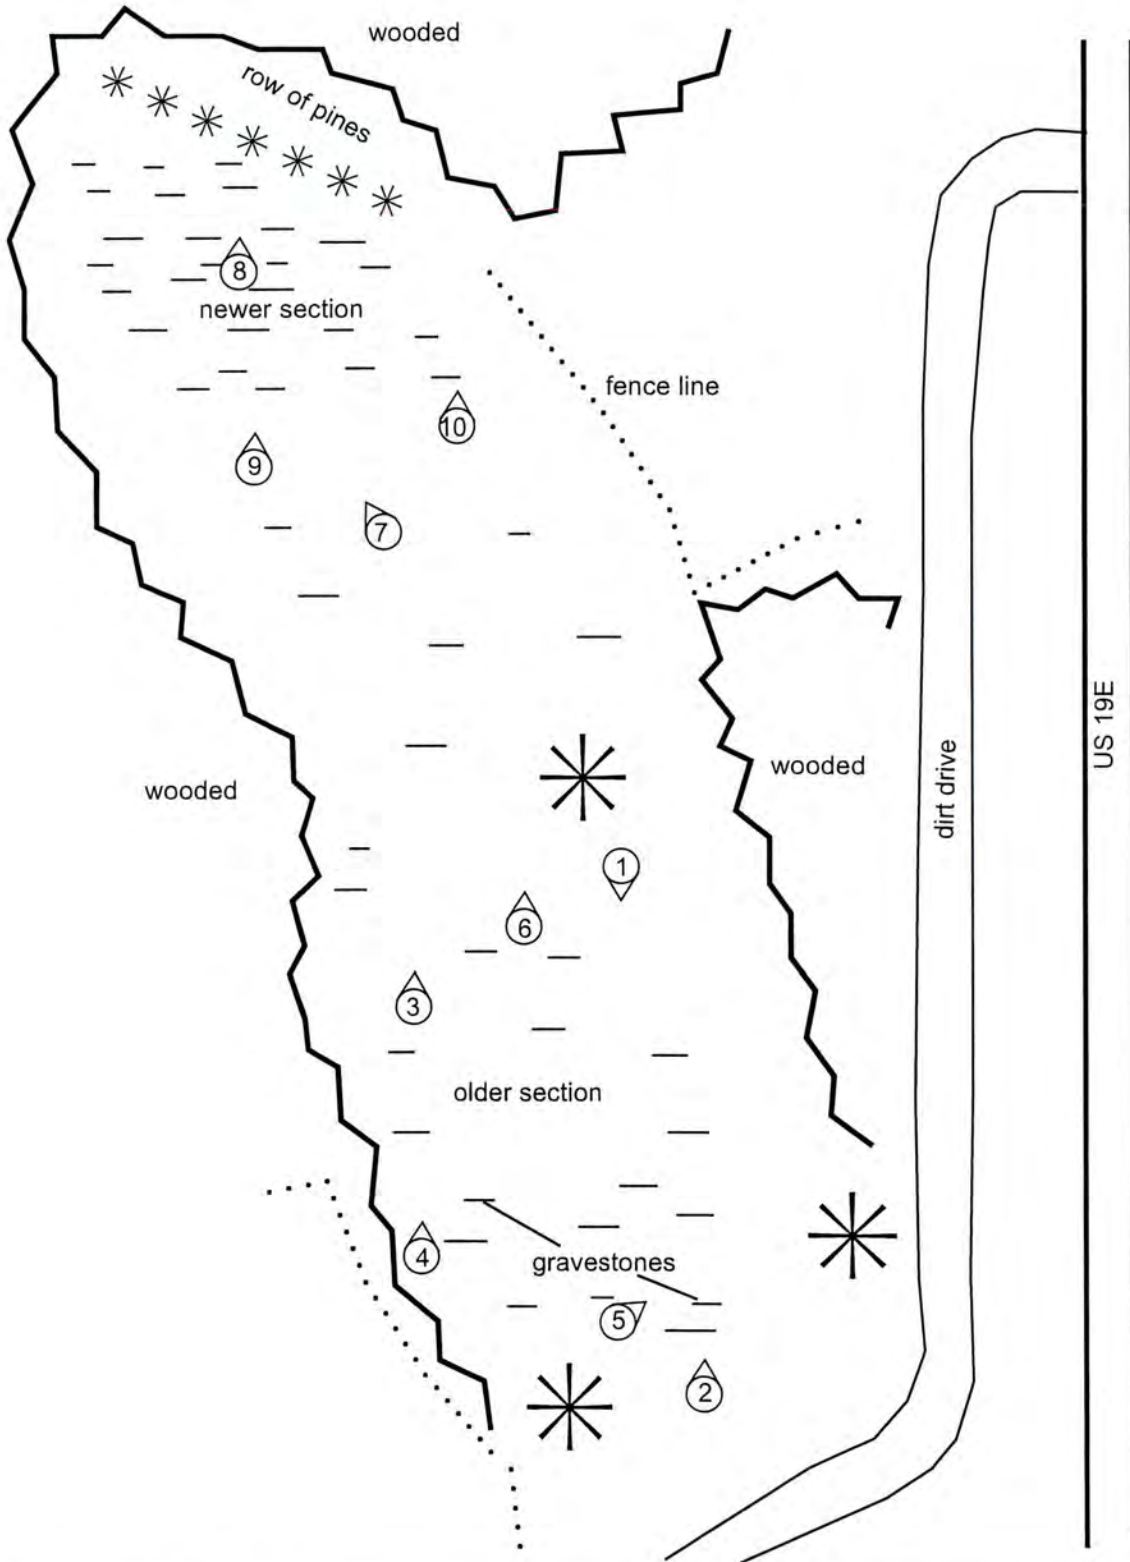 wooded
row of pines
8
newer section
fence line
10
9
7
US 19E
wooded
dirt drive
wooded
1
6
3
older section
4
gravestones
5
2